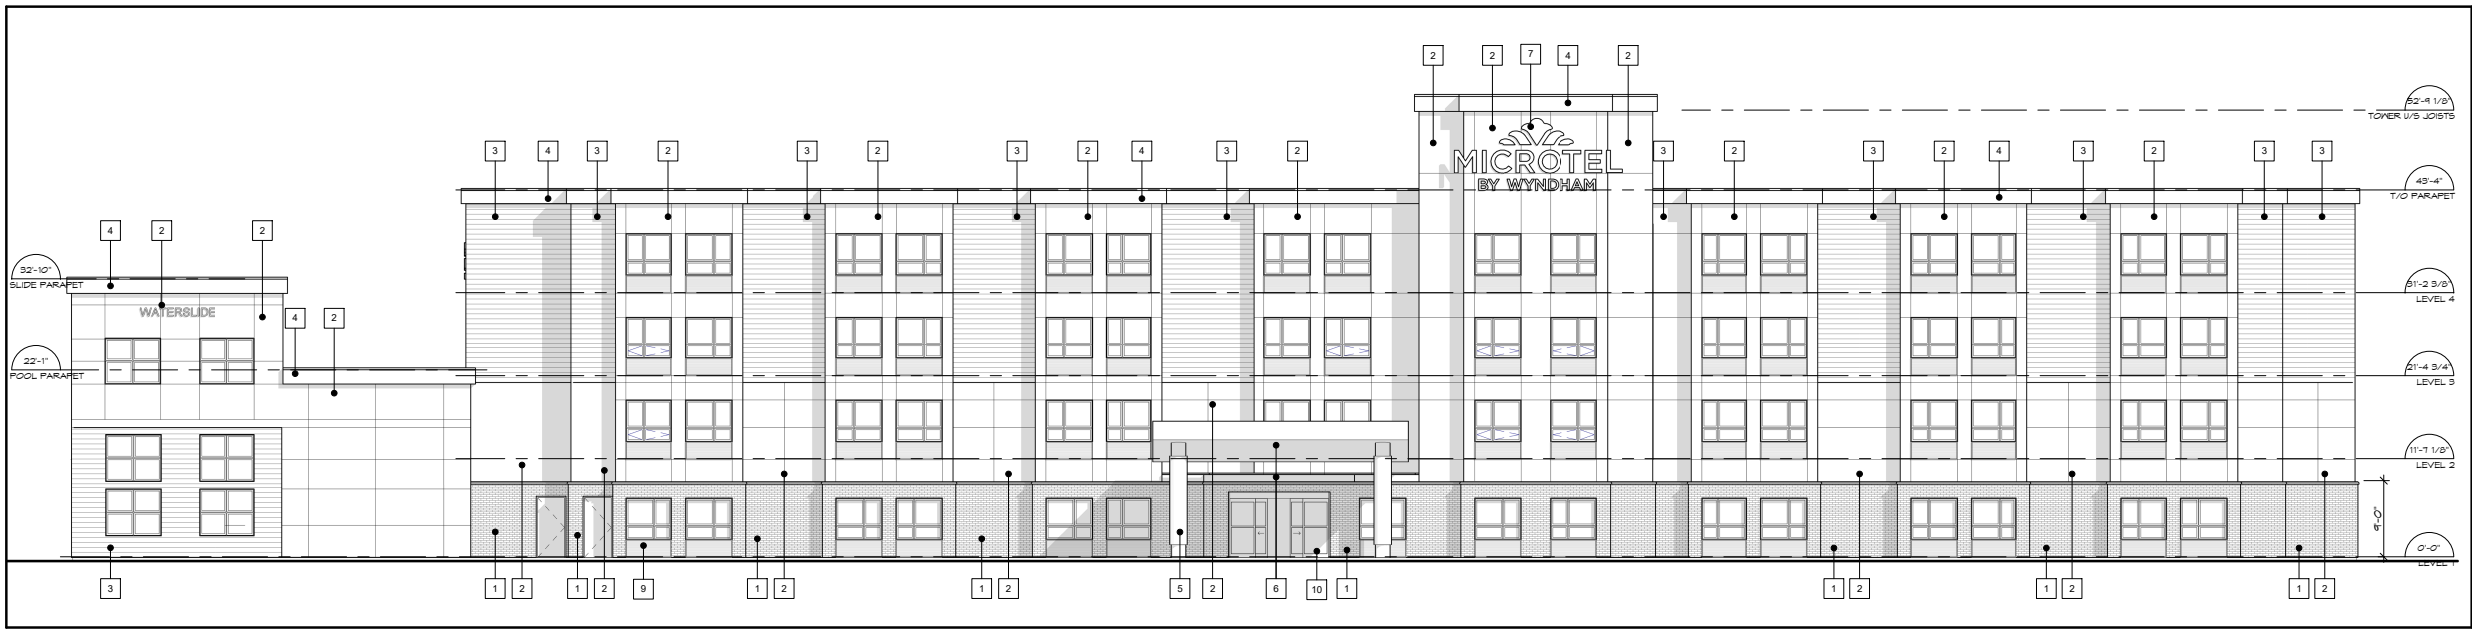 2 2 7 4 2
52'-9 1/8"
TOWER U/S JOISTS
3 4 3 2 3 2 3 2 4 3 2 3 2 3 2 4 3 2 3 3
MICROTEL
BY WYNDHAM
43'-4"
T/O PARAPET
4 2 2
32'-10"
SLIDE PARAPET
31'-2 3/8"
LEVEL 4
WATERSLIDE
4 2
22'-1"
POOL PARAPET
21'-4 3/4"
LEVEL 3
11'-7 1/8"
LEVEL 2
9'-0"
0'-0"
LEVEL 1
3 1 2 1 2 9 1 2 1 2 5 2 6 10 1 1 2 1 2 1 2